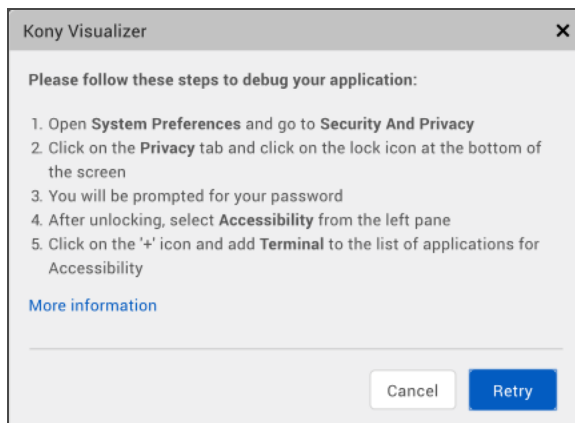 Kony Visualizer
Please follow these steps to debug your application:
1. Open System Preferences and go to Security And Privacy
2. Click on the Privacy tab and click on the lock icon at the bottom of
the screen
3. You will be prompted for your password
4. After unlocking, select Accessibility from the left pane
5. Click on the '+' icon and add Terminal to the list of applications for
Accessibility
More information
Cancel
Retry